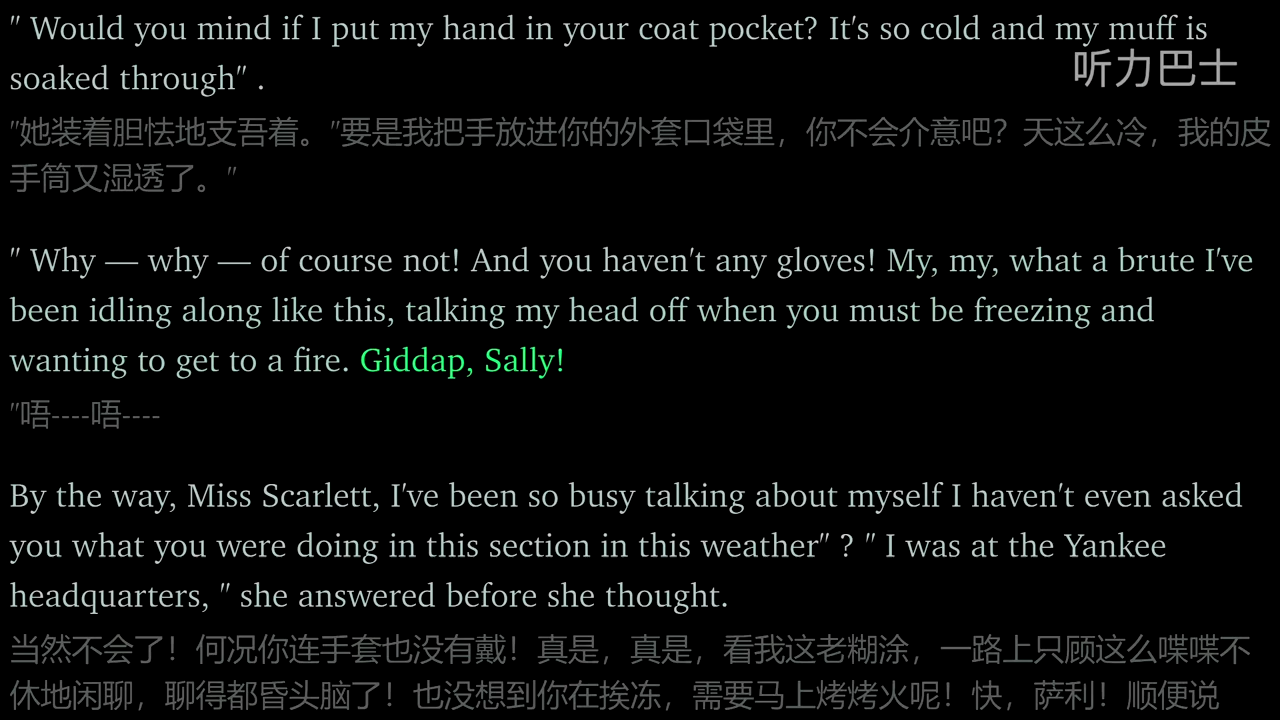 " Would you mind if I put my hand in your coat pocket? It's so cold and my muff is
soaked through" .
听力巴士
"她装着胆怯地支吾着。"要是我把手放进你的外套口袋里，你不会介意吧？天这么冷，我的皮
手筒又湿透了。"
" Why — why — of course not! And you haven't any gloves! My, my, what a brute I've
been idling along like this, talking my head off when you must be freezing and
wanting to get to a fire. Giddap, Sally!
"唔----唔----
By the way, Miss Scarlett, I've been so busy talking about myself I haven't even asked
you what you were doing in this section in this weather" ? " I was at the Yankee
headquarters, " she answered before she thought.
当然不会了！何况你连手套也没有戴！真是，真是，看我这老糊涂，一路上只顾这么喋喋不
休地闲聊，聊得都昏头脑了！也没想到你在挨冻，需要马上烤烤火呢！快，萨利！顺便说